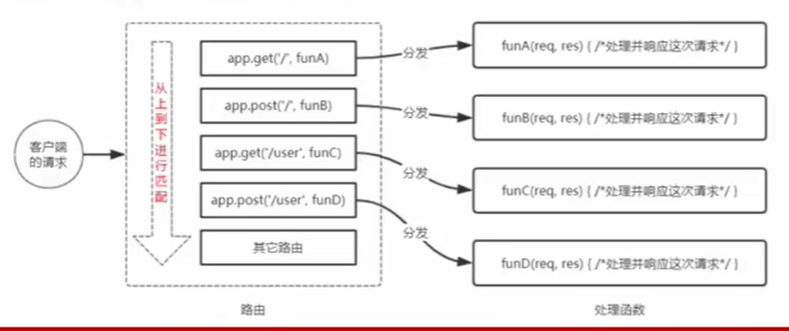 客户端
的请求
从上到下进行匹配
app.get('/', funA)
app.post('/', funB)
app.get('/user', funC)
app.post('/user', funD)
其它路由
分发
分发
分发
分发
funA(req, res) { /*处理并响应这次请求*/ }
funB(req, res) { /*处理并响应这次请求*/ }
funC(req, res) { /*处理并响应这次请求*/ }
funD(req, res) { /*处理并响应这次请求*/ }
路由
处理函数